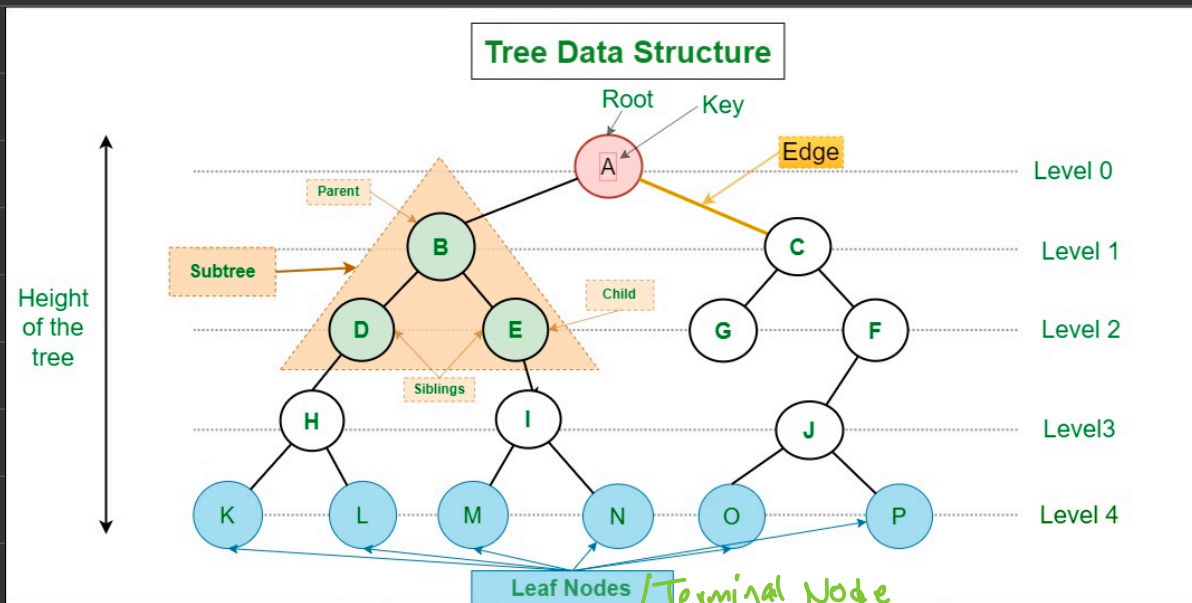 Tree Data Structure
Root
Key
A
Edge
Level 0
Parent
B
C
Level 1
Subtree
Height
of the
tree
Child
D
E
G
F
Level 2
Siblings
H
I
J
Level3
K
L
M
N
O
P
Level 4
Leaf Nodes /Terminal Node